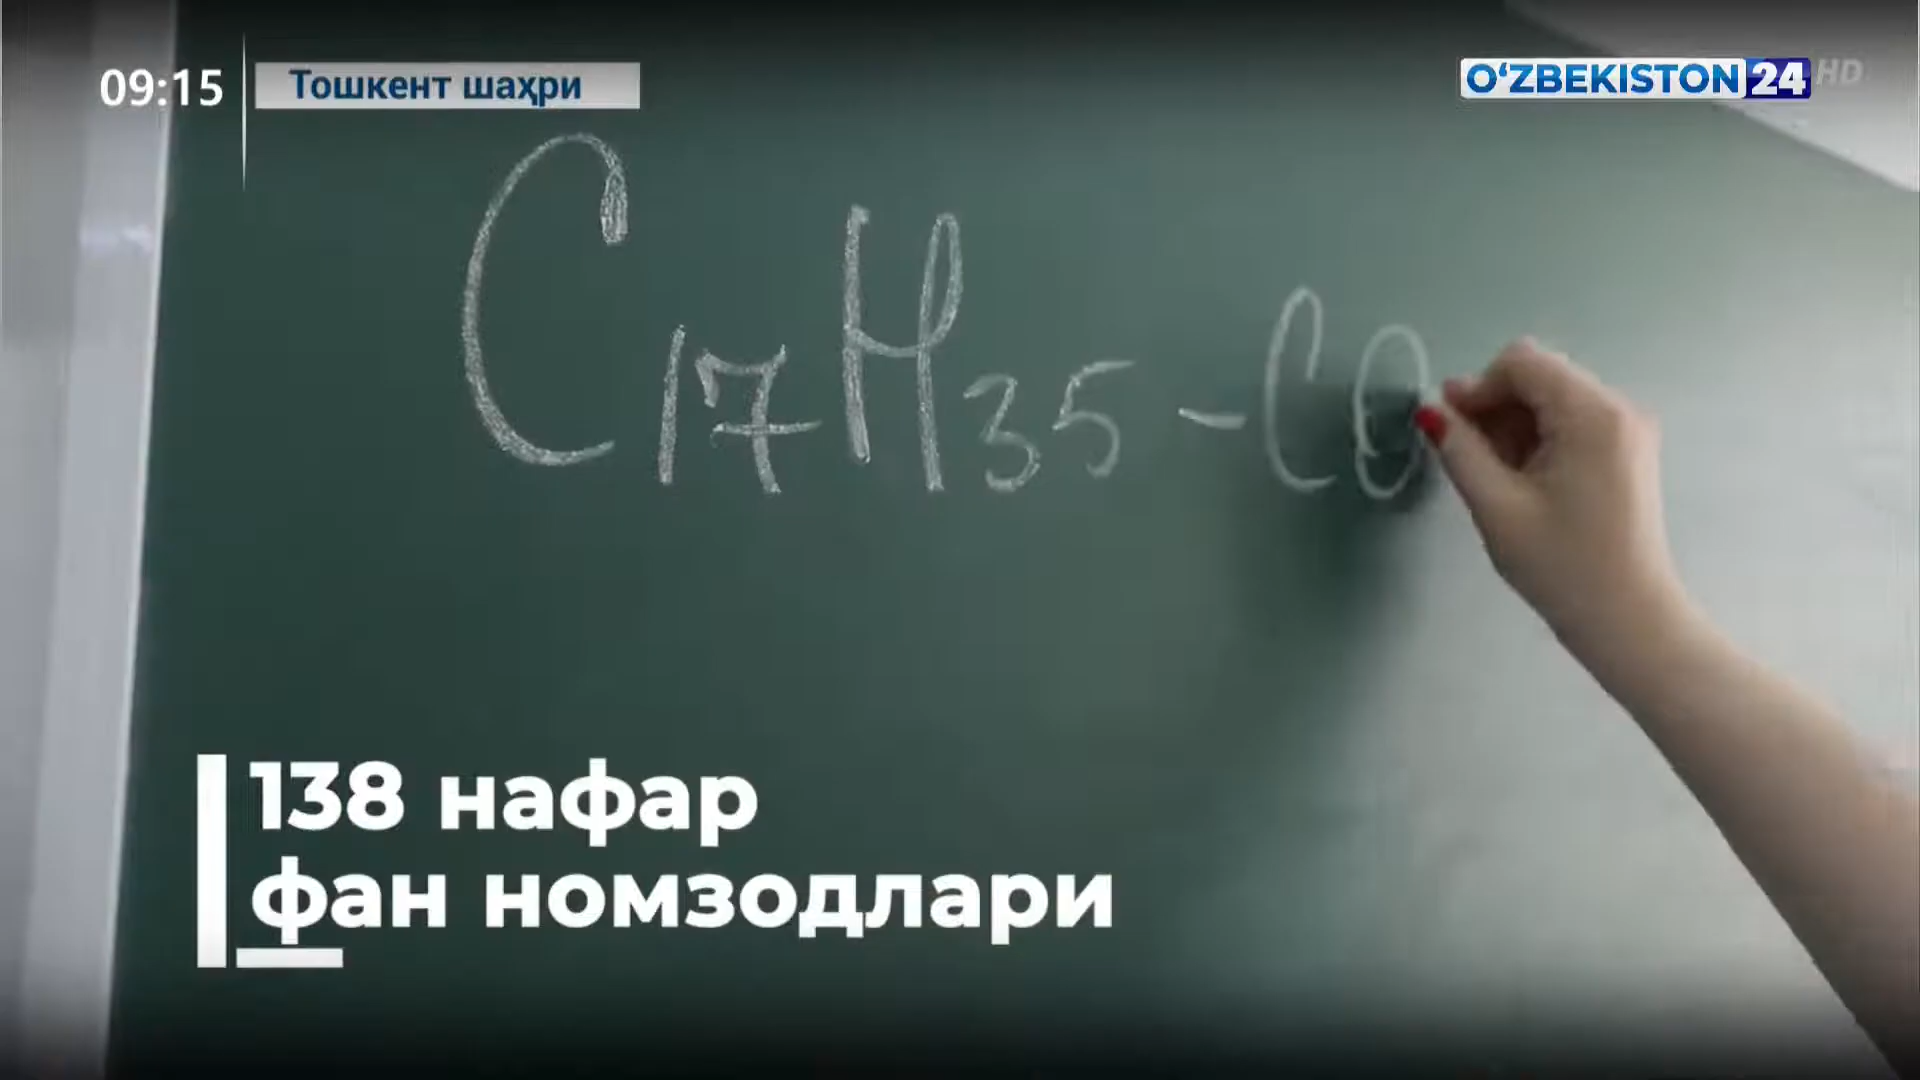 09:15
Тошкент шаҳри
O‘ZBEKISTON 24 HD
C17H35-CO
138 нафар
фан номзодлари